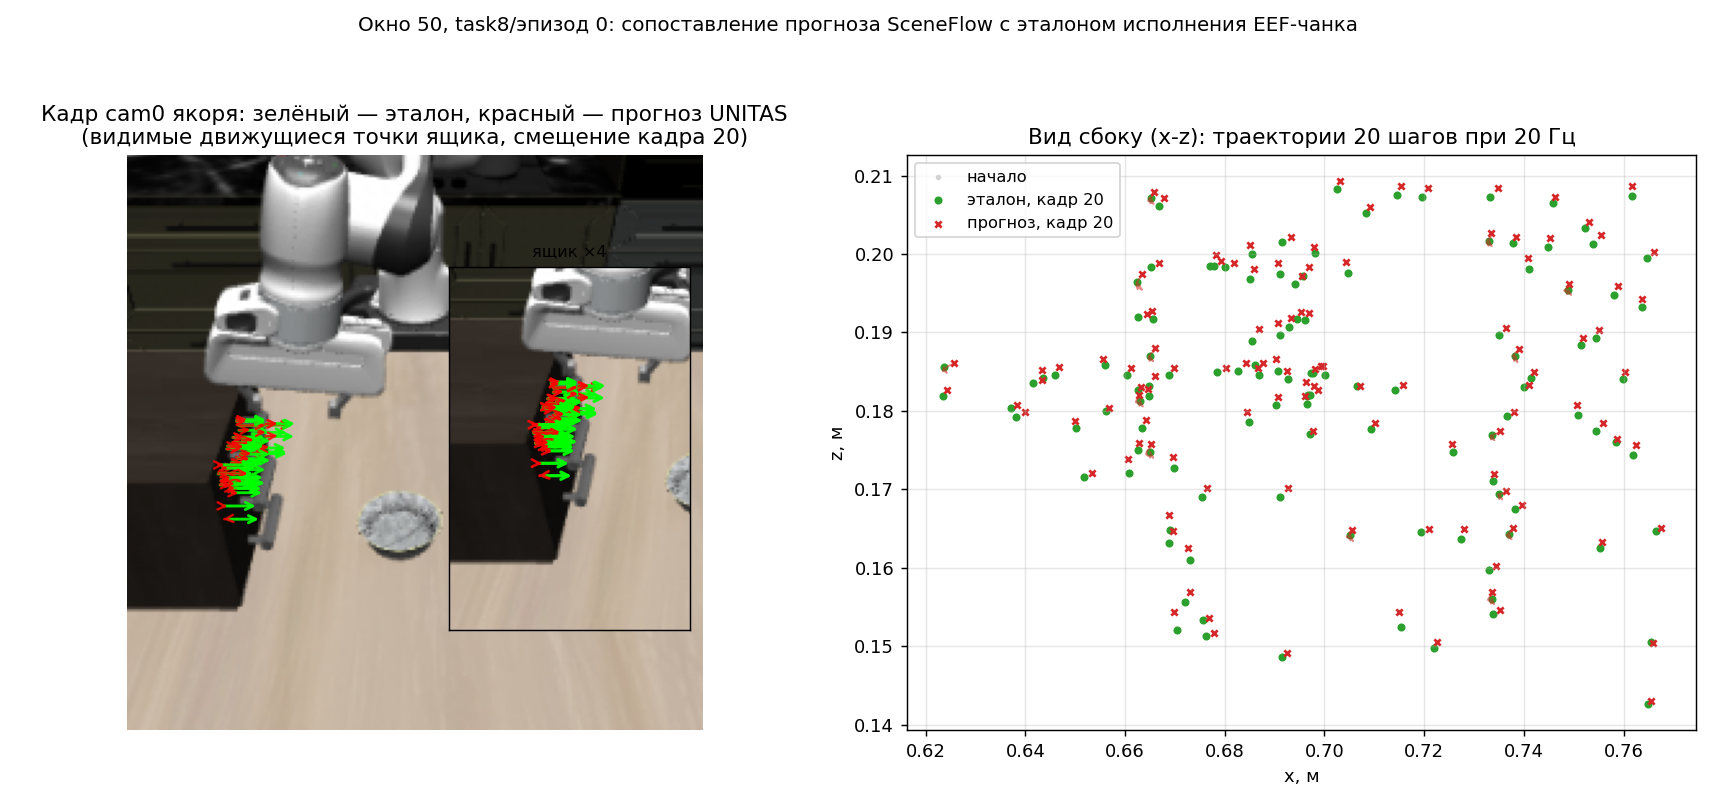 Окно 50, task8/эпизод 0: сопоставление прогноза SceneFlow с эталоном исполнения EEF-чанка
Кадр cam0 якоря: зелёный — эталон, красный — прогноз UNITAS
(видимые движущиеся точки ящика, смещение кадра 20)
ящик ×4
Вид сбоку (x-z): траектории 20 шагов при 20 Гц
начало
эталон, кадр 20
прогноз, кадр 20
0.21
0.20
0.19
0.18
0.17
0.16
0.15
0.14
z, м
0.62 0.64 0.66 0.68 0.70 0.72 0.74 0.76
x, м